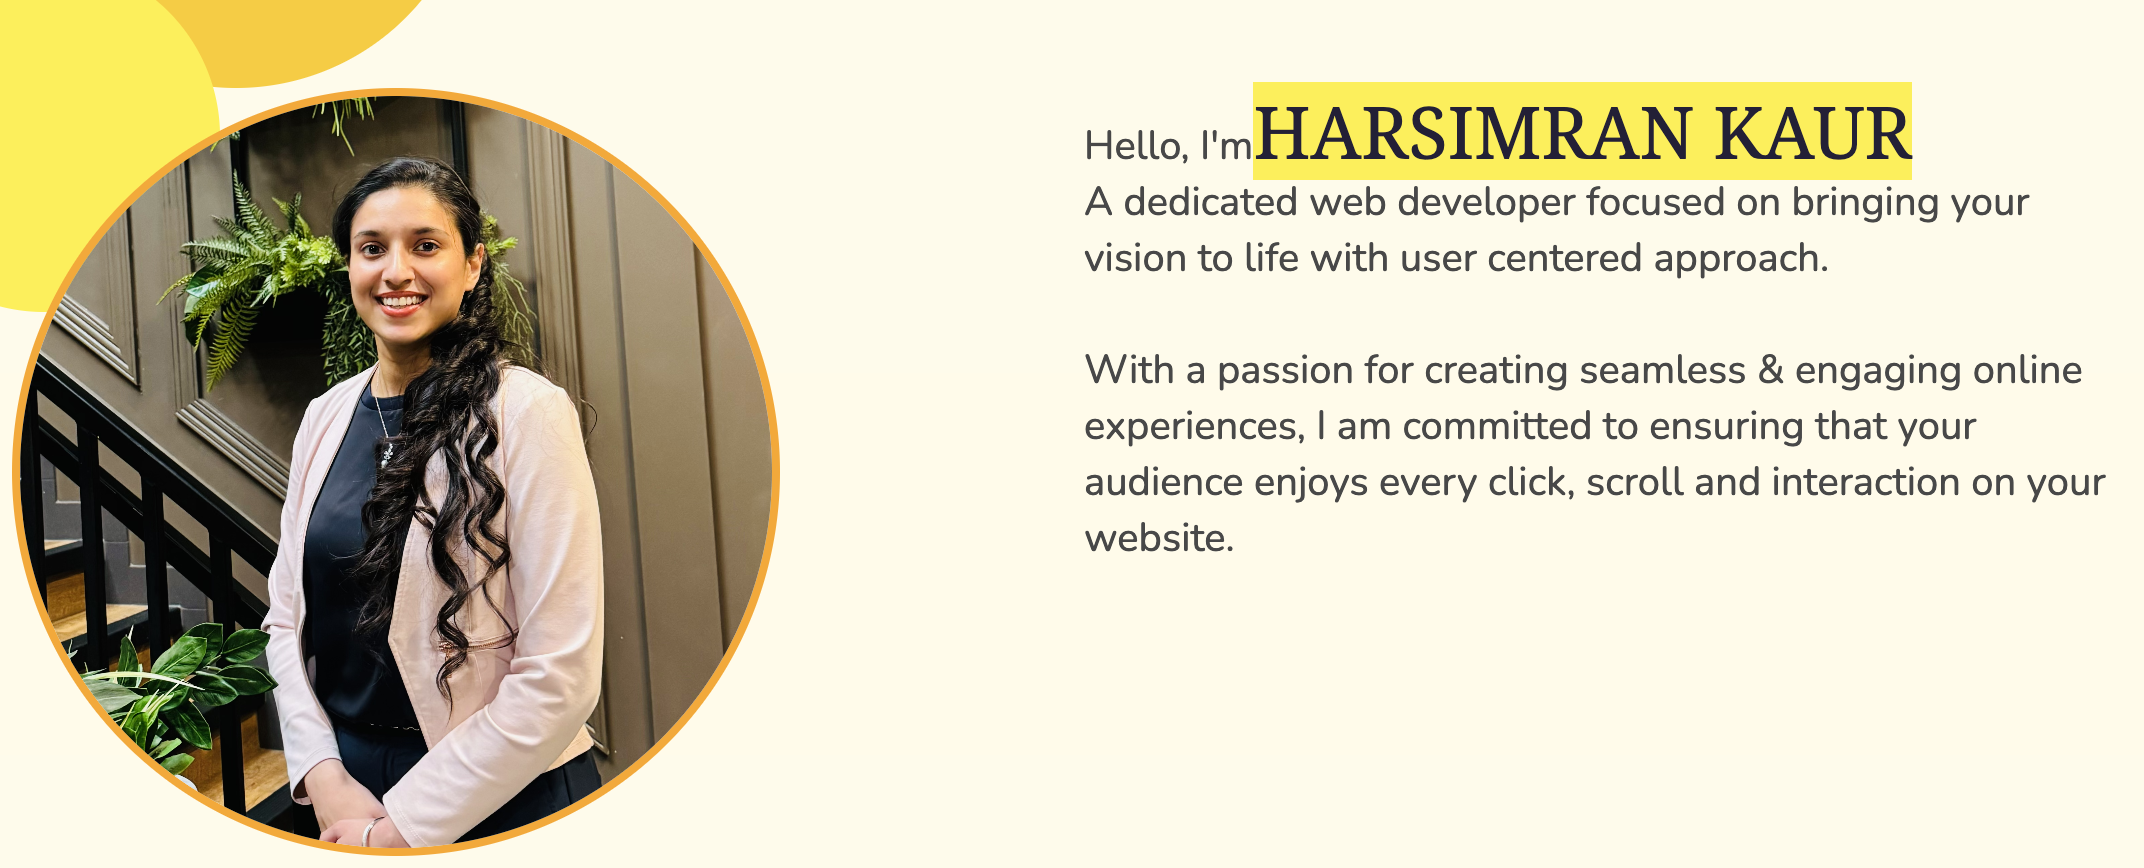 Hello, I'm HARSIMRAN KAUR
A dedicated web developer focused on bringing your
vision to life with user centered approach.
With a passion for creating seamless & engaging online
experiences, I am committed to ensuring that your
audience enjoys every click, scroll and interaction on your
website.